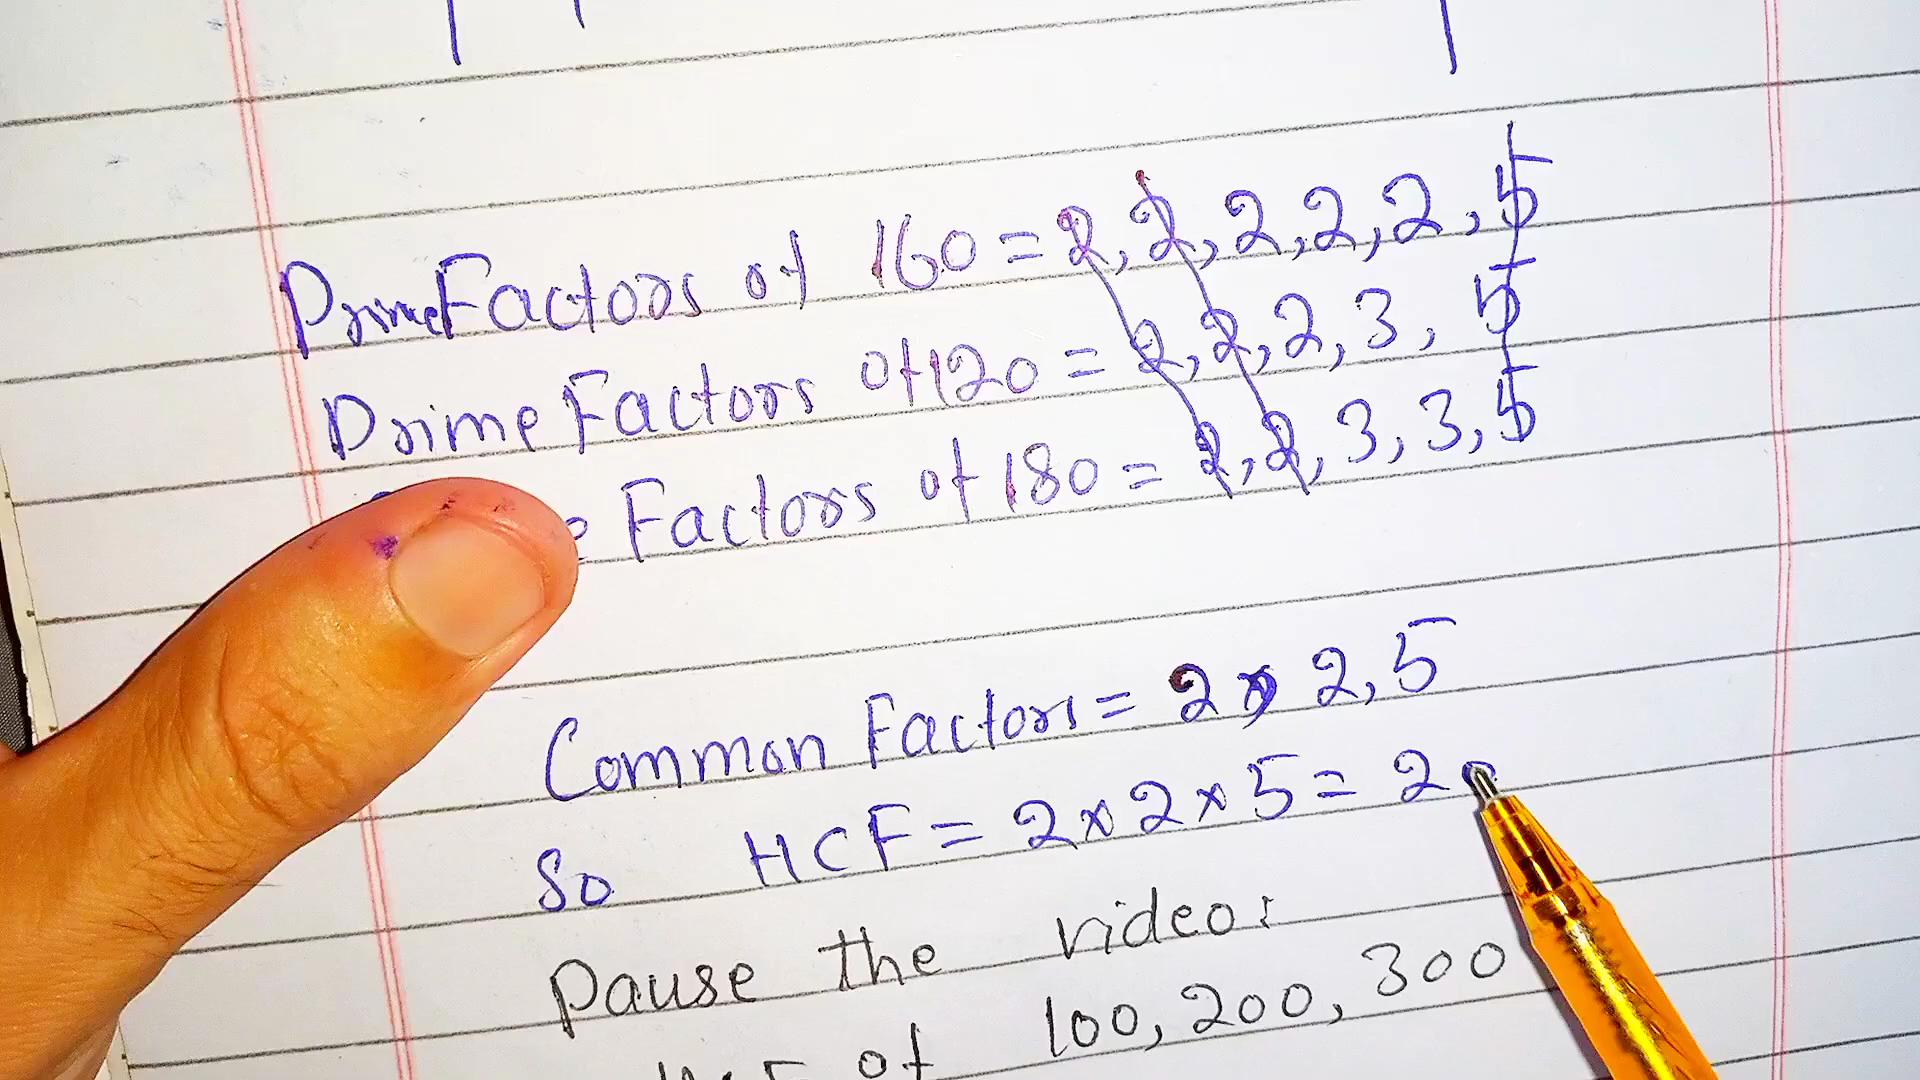 Prime Factors of 160 = 2, 2, 2, 2, 2, 5
Prime Factors of 120 = 2, 2, 2, 3, 5
Factors of 180 = 2, 2, 3, 3, 5
Common Factors = 2, 2, 5
So HCF = 2 × 2 × 5 = 20
Pause the video:
of 100, 200, 300